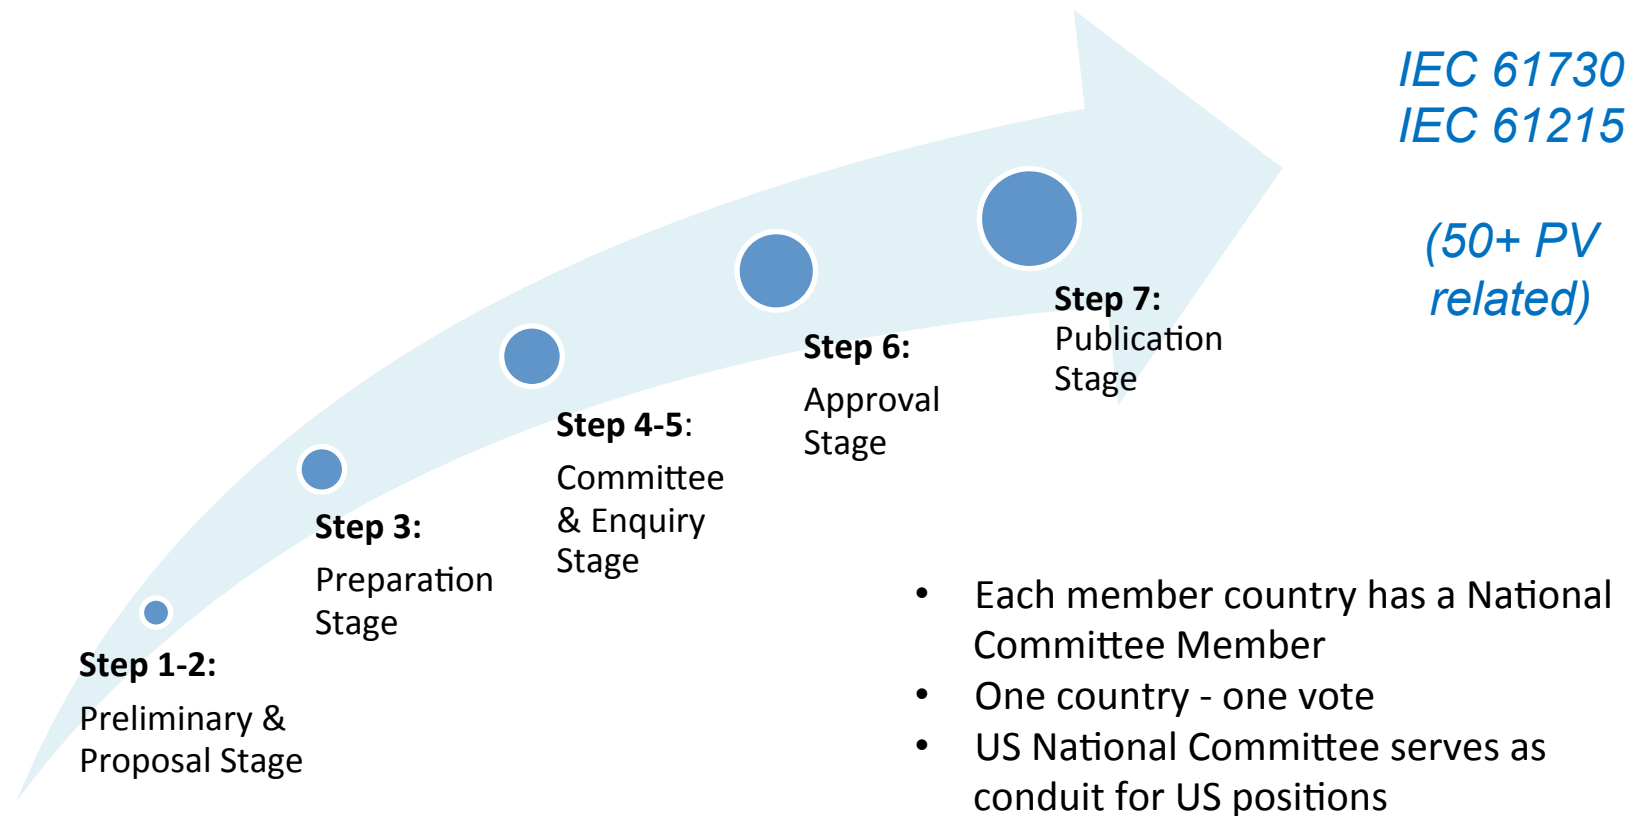 IEC 61730
IEC 61215
(50+ PV
related)
Step 7:
Publication
Stage
Step 6:
Approval
Stage
Step 4-5:
Committee
& Enquiry
Stage
Step 3:
Preparation
Stage
Step 1-2:
Preliminary &
Proposal Stage
• Each member country has a National
Committee Member
• One country - one vote
• US National Committee serves as
conduit for US positions